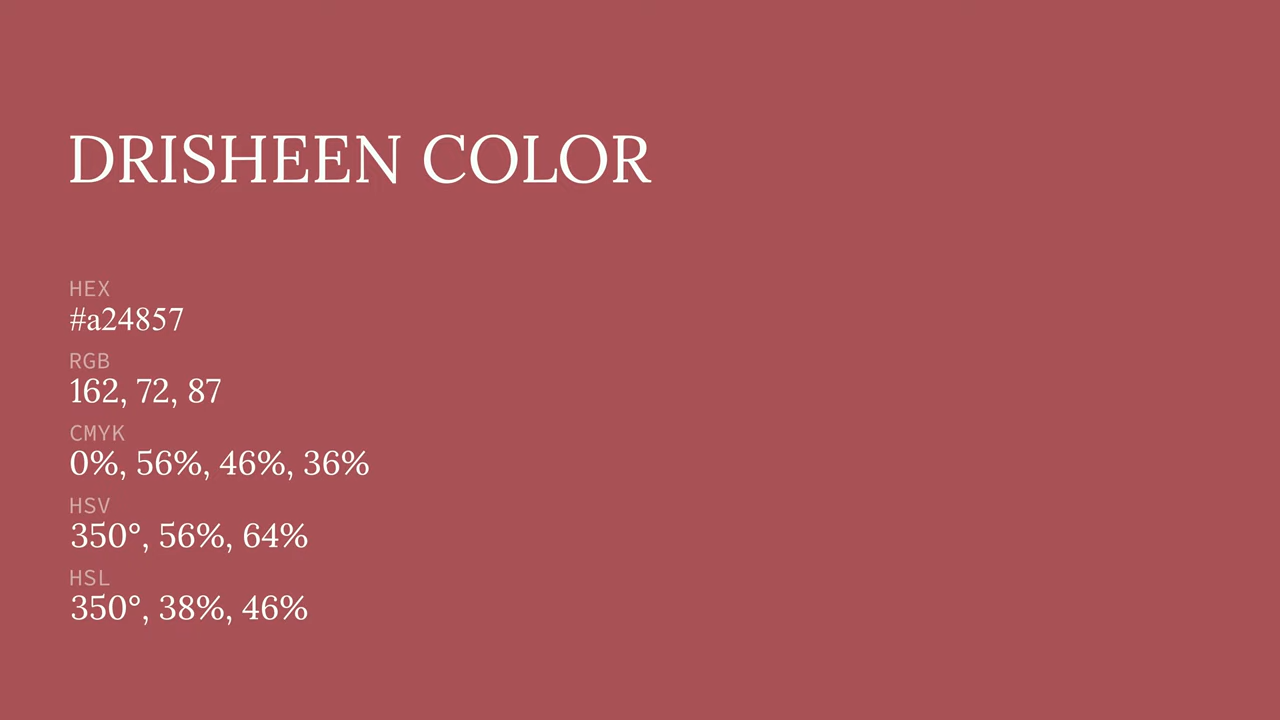 DRISHEEN COLOR
HEX
#a24857
RGB
162, 72, 87
CMYK
0%, 56%, 46%, 36%
HSV
350°, 56%, 64%
HSL
350°, 38%, 46%